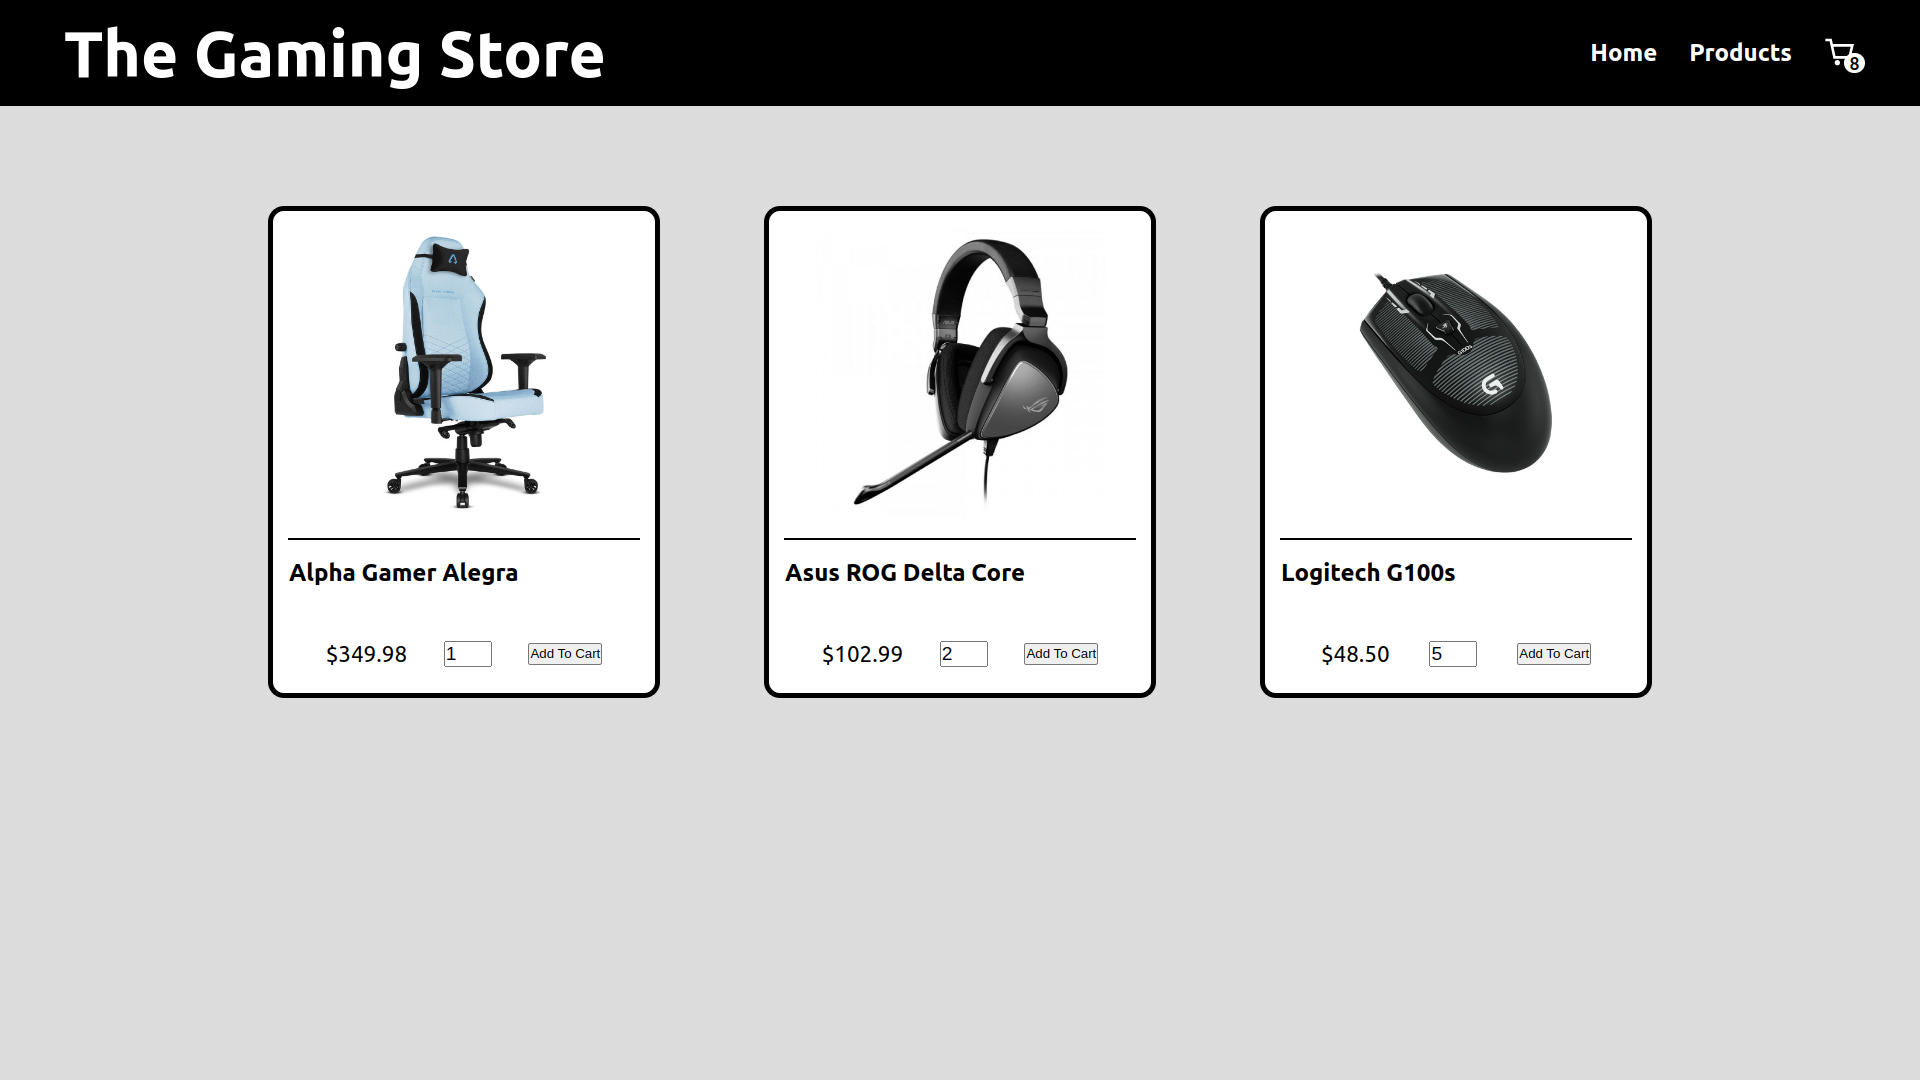 The Gaming Store
Home Products 8
Alpha Gamer Alegra
$349.98 1 Add To Cart
Asus ROG Delta Core
$102.99 2 Add To Cart
G100s
G
Logitech G100s
$48.50 5 Add To Cart